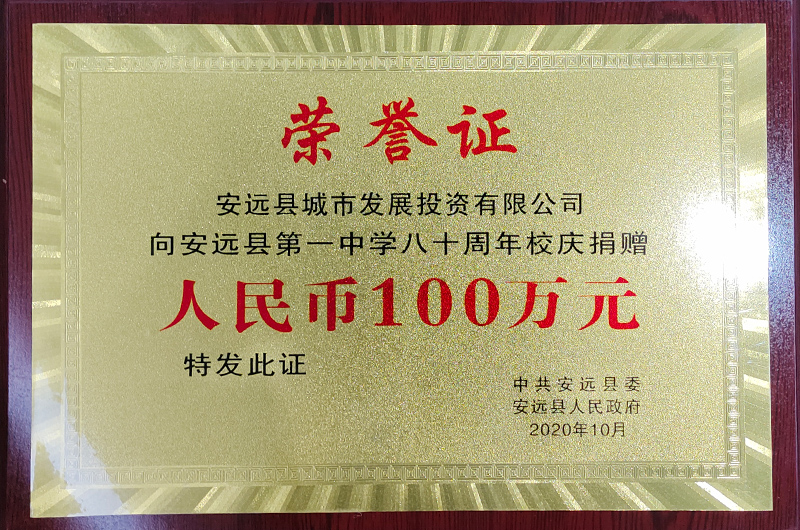 荣誉证
安远县城市发展投资有限公司
向安远县第一中学八十周年校庆捐赠
人民币100万元
特发此证
中共安远县委
安远县人民政府
2020年10月